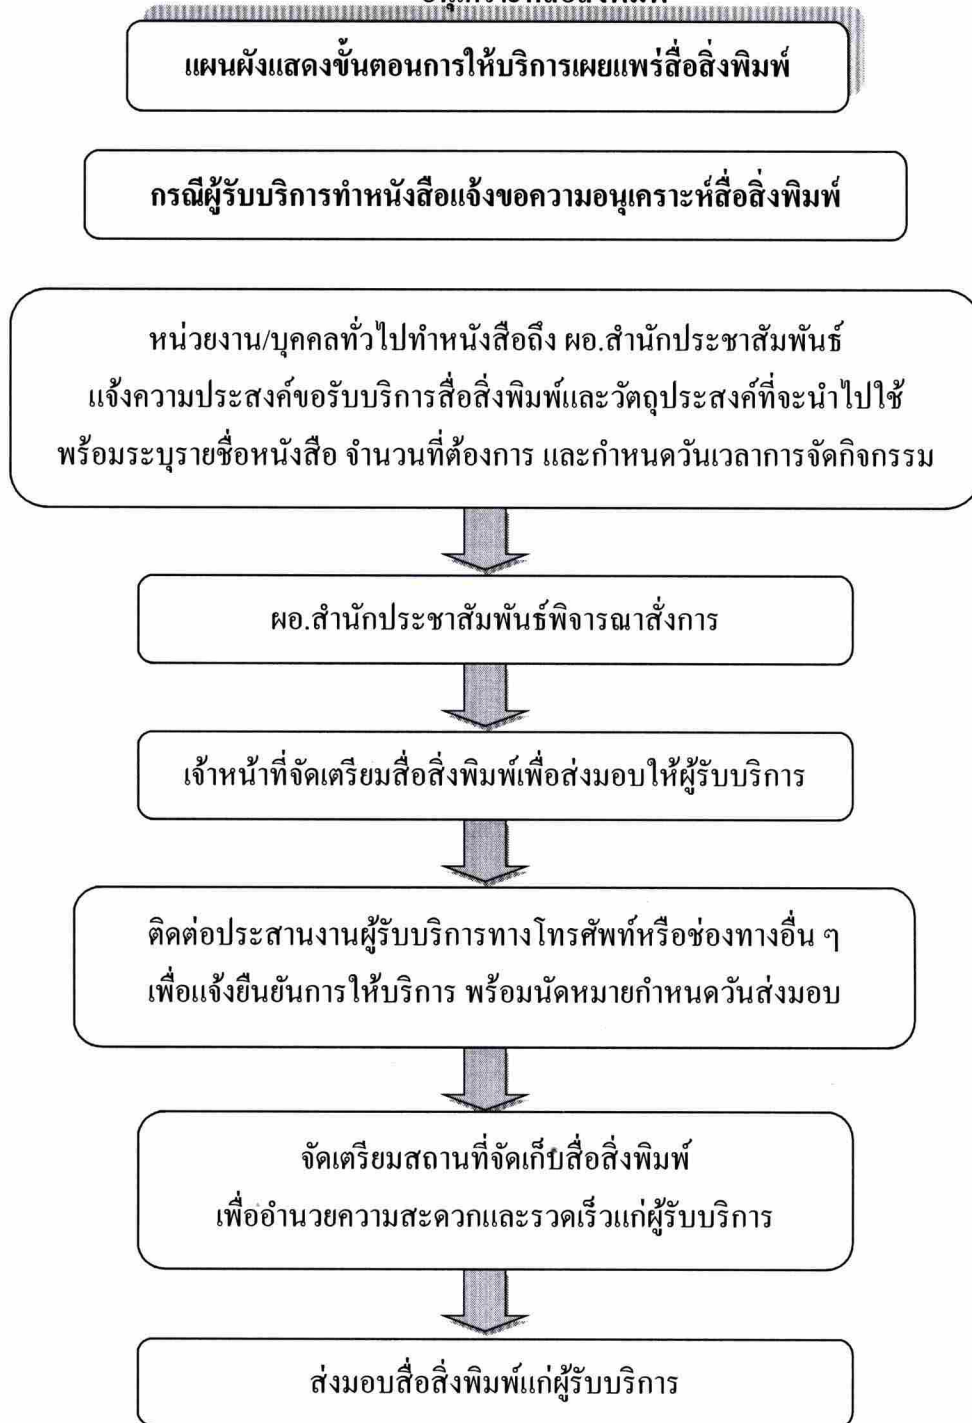 แผนผังแสดงขั้นตอนการให้บริการเผยแพร่สื่อสิ่งพิมพ์
กรณีผู้รับบริการทำหนังสือแจ้งขอความอนุเคราะห์สื่อสิ่งพิมพ์
หน่วยงาน/บุคคลทั่วไปทำหนังสือถึง ผอ.สำนักประชาสัมพันธ์
แจ้งความประสงค์ขอรับบริการสื่อสิ่งพิมพ์และวัตถุประสงค์ที่จะนำไปใช้
พร้อมระบุรายชื่อหนังสือ จำนวนที่ต้องการ และกำหนดวันเวลาการจัดกิจกรรม
ผอ.สำนักประชาสัมพันธ์พิจารณาสั่งการ
เจ้าหน้าที่จัดเตรียมสื่อสิ่งพิมพ์เพื่อส่งมอบให้ผู้รับบริการ
ติดต่อประสานงานผู้รับบริการทางโทรศัพท์หรือช่องทางอื่น ๆ
เพื่อแจ้งยืนยันการให้บริการ พร้อมนัดหมายกำหนดวันส่งมอบ
จัดเตรียมสถานที่จัดเก็บสื่อสิ่งพิมพ์
เพื่ออำนวยความสะดวกและรวดเร็วแก่ผู้รับบริการ
ส่งมอบสื่อสิ่งพิมพ์แก่ผู้รับบริการ